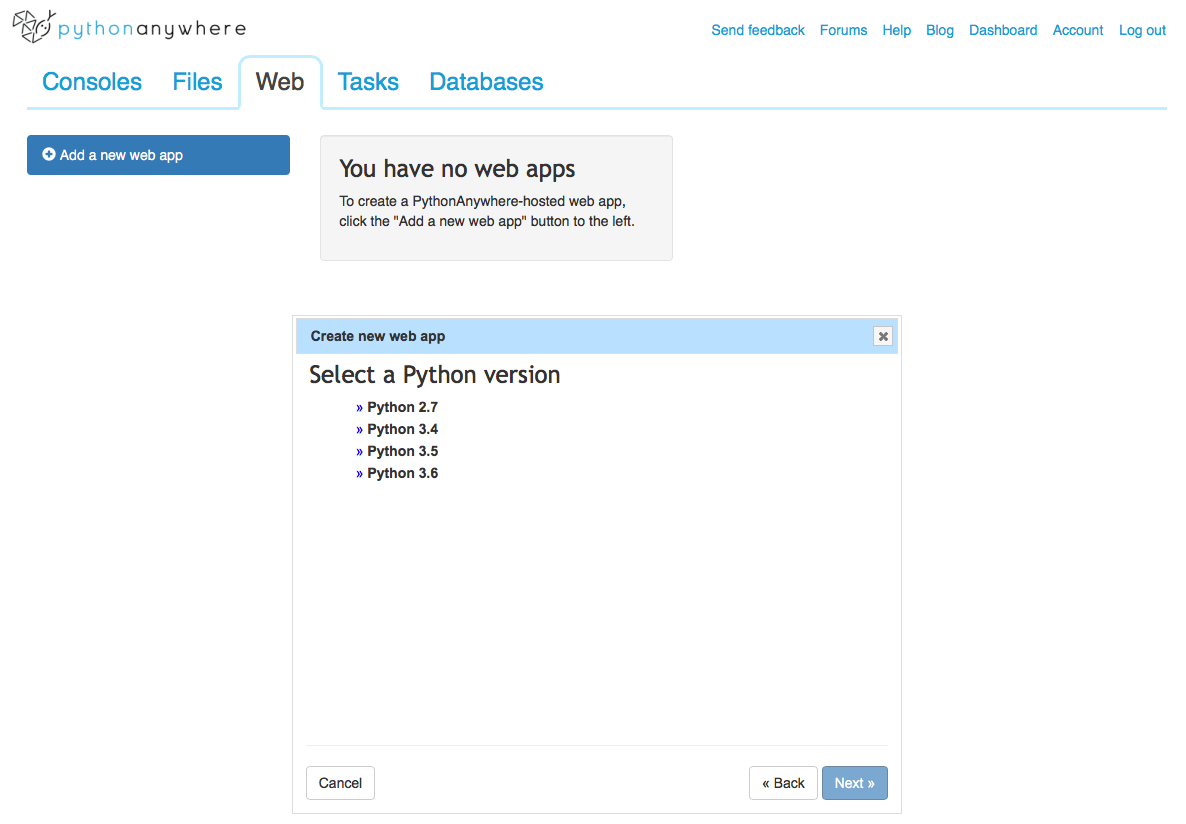 pythonanywhere
Send feedback Forums Help Blog Dashboard Account Log out
Consoles Files Web Tasks Databases
Add a new web app
You have no web apps
To create a PythonAnywhere-hosted web app,
click the "Add a new web app" button to the left.
Create new web app
Select a Python version
» Python 2.7
» Python 3.4
» Python 3.5
» Python 3.6
Cancel « Back Next »